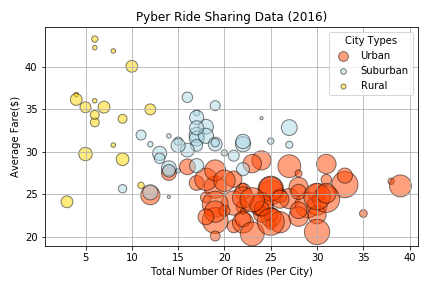 Pyber Ride Sharing Data (2016)
City Types
Urban
Suburban
Rural
Average Fare($)
40
35
30
25
20
5
10
15
20
25
30
35
40
Total Number Of Rides (Per City)